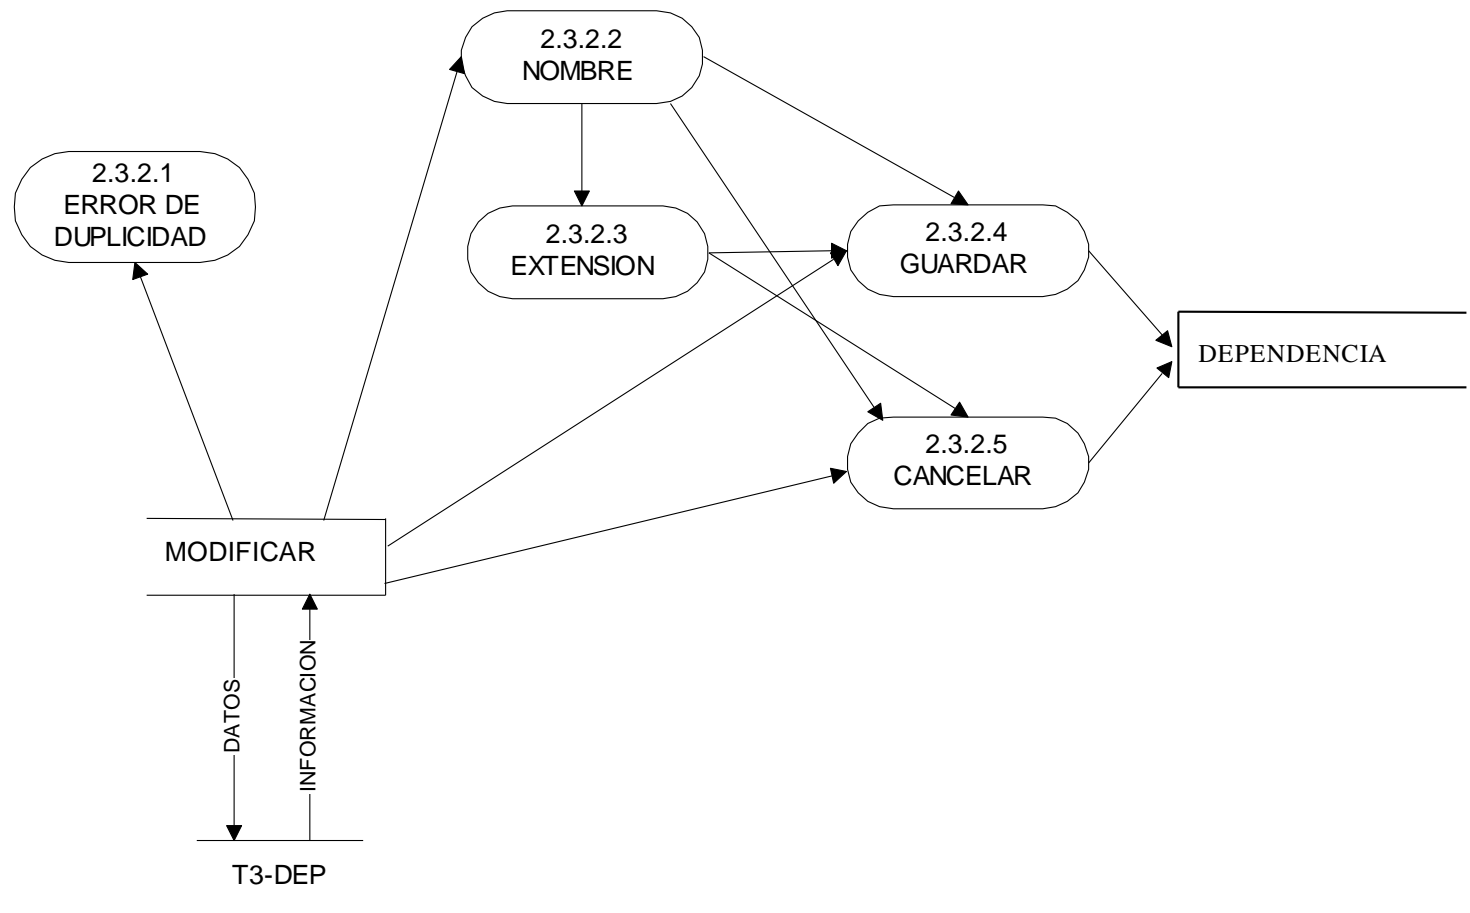 2.3.2.2
NOMBRE
2.3.2.1
ERROR DE
DUPLICIDAD
2.3.2.3
EXTENSION
2.3.2.4
GUARDAR
DEPENDENCIA
2.3.2.5
CANCELAR
MODIFICAR
DATOS
INFORMACION
T3-DEP